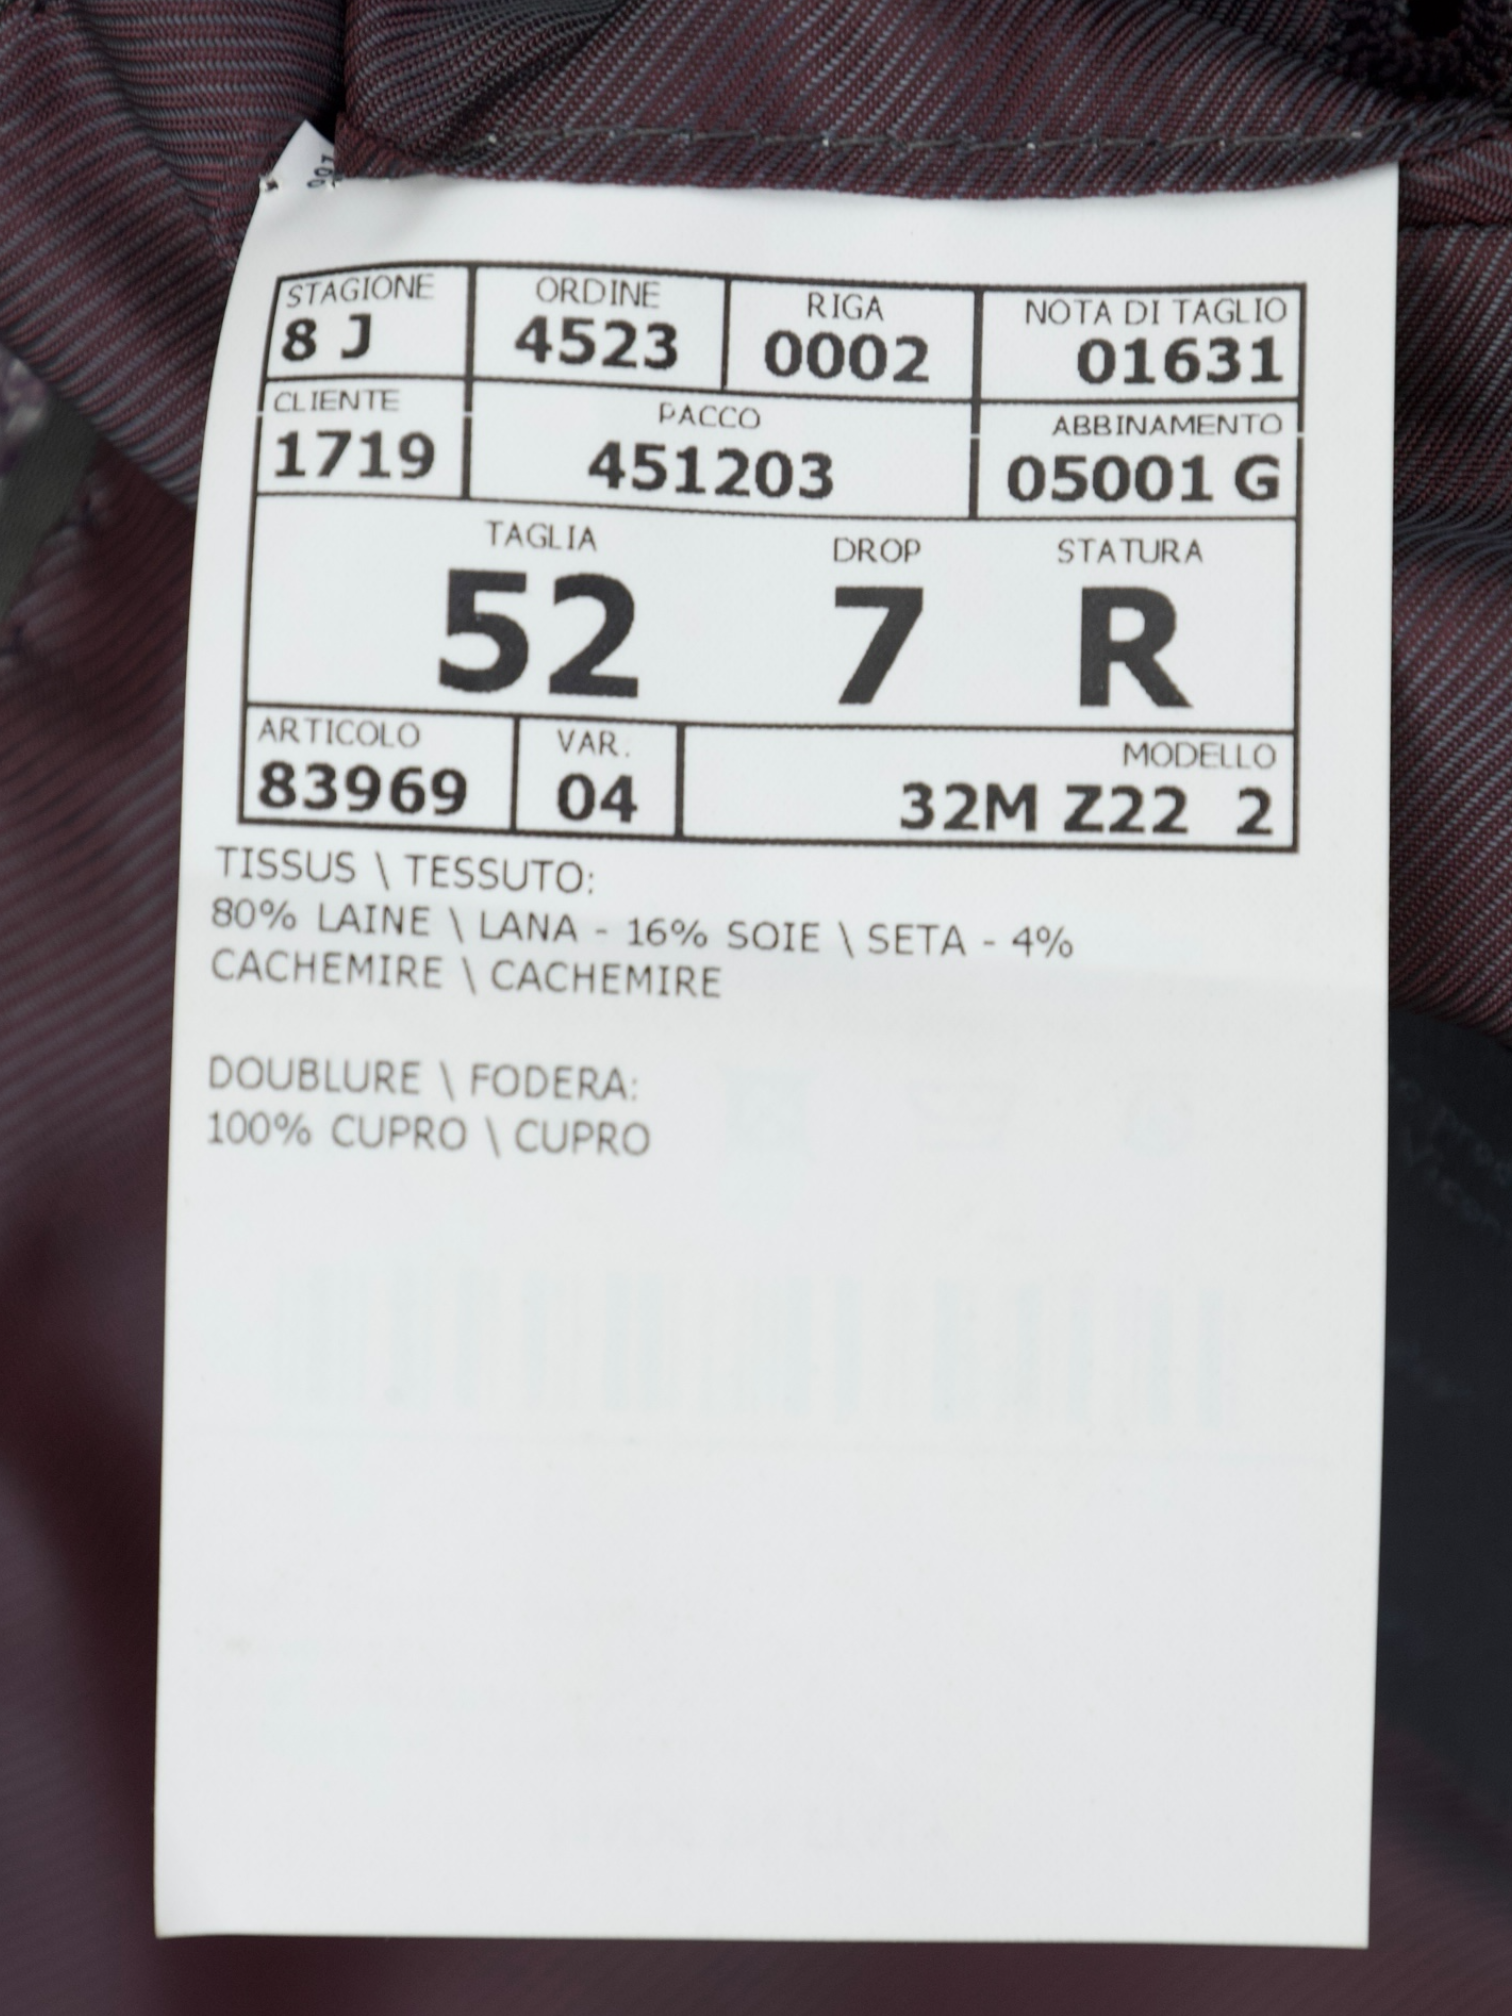 STAGIONE ORDINE RIGA NOTA DI TAGLIO
8 J 4523 0002 01631
CLIENTE PACCO ABBINAMENTO
1719 451203 05001 G
TAGLIA DROP STATURA
52 7 R
ARTICOLO VAR. MODELLO
83969 04 32M Z22 2
TISSUS \ TESSUTO:
80% LAINE \ LANA - 16% SOIE \ SETA - 4%
CACHEMIRE \ CACHEMIRE
DOUBLURE \ FODERA:
100% CUPRO \ CUPRO